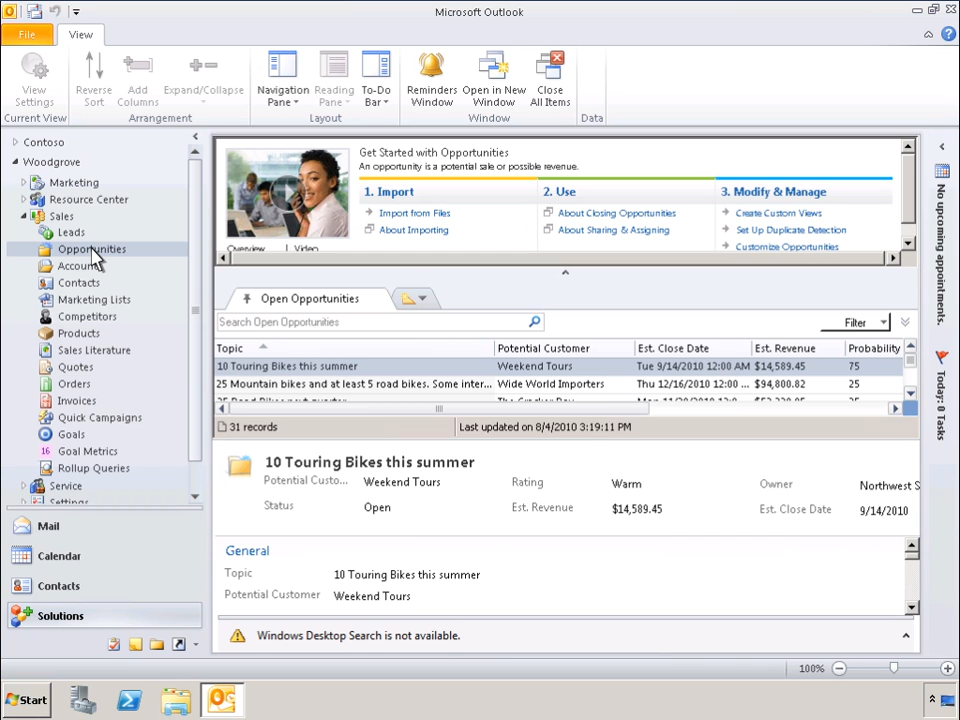 Microsoft Outlook
File
View
View Settings
Reverse Sort
Add Columns
Expand/Collapse
Navigation Pane
Reading Pane
To-Do Bar
Reminders Window
Open in New Window
Close All Items
Current View
Arrangement
Layout
Window
Data
Contoso
Woodgrove
Marketing
Resource Center
Sales
Leads
Opportunities
Accoun
Contacts
Marketing Lists
Competitors
Products
Sales Literature
Quotes
Orders
Invoices
Quick Campaigns
Goals
16 Goal Metrics
Rollup Queries
Service
Settings
Mail
Calendar
Contacts
Solutions
Get Started with Opportunities
An opportunity is a potential sale or possible revenue.
1. Import
Import from Files
About Importing
2. Use
About Closing Opportunities
About Sharing & Assigning
3. Modify & Manage
Create Custom Views
Set Up Duplicate Detection
Customize Opportunities
Overview | Video
Open Opportunities
Search Open Opportunities
Filter
Topic Potential Customer Est. Close Date Est. Revenue Probability
10 Touring Bikes this summer Weekend Tours Tue 9/14/2010 12:00 AM $14,589.45 75
25 Mountain bikes and at least 5 road bikes. Some inter... Wide World Importers Thu 12/16/2010 12:00 ... $94,800.82 25
31 records
Last updated on 8/4/2010 3:19:11 PM
10 Touring Bikes this summer
Potential Custo... Weekend Tours Rating Warm Owner Northwest S
Status Open Est. Revenue $14,589.45 Est. Close Date 9/14/2010
General
Topic 10 Touring Bikes this summer
Potential Customer Weekend Tours
Windows Desktop Search is not available.
No upcoming appointments.
Today: 0 Tasks
100%
Start